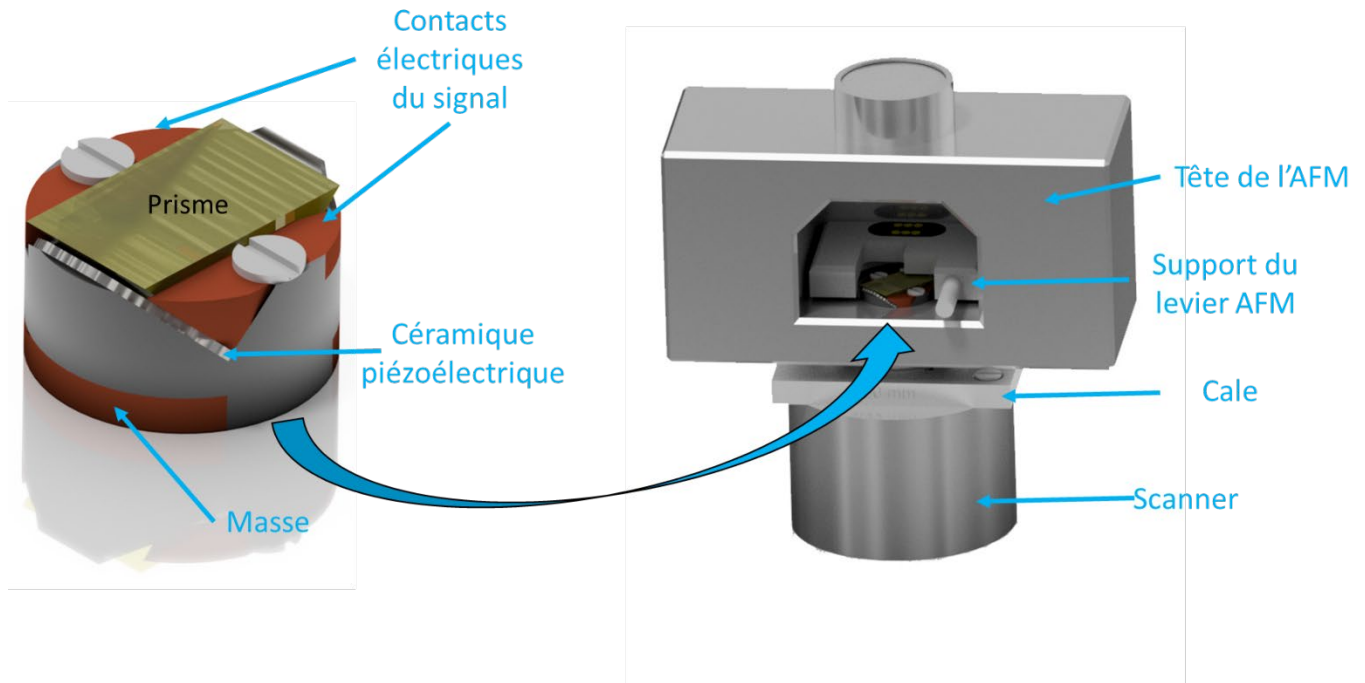 Contacts
électriques
du signal
Prisme
Céramique
piézoélectrique
Masse
Tête de l’AFM
Support du
levier AFM
Cale
Scanner